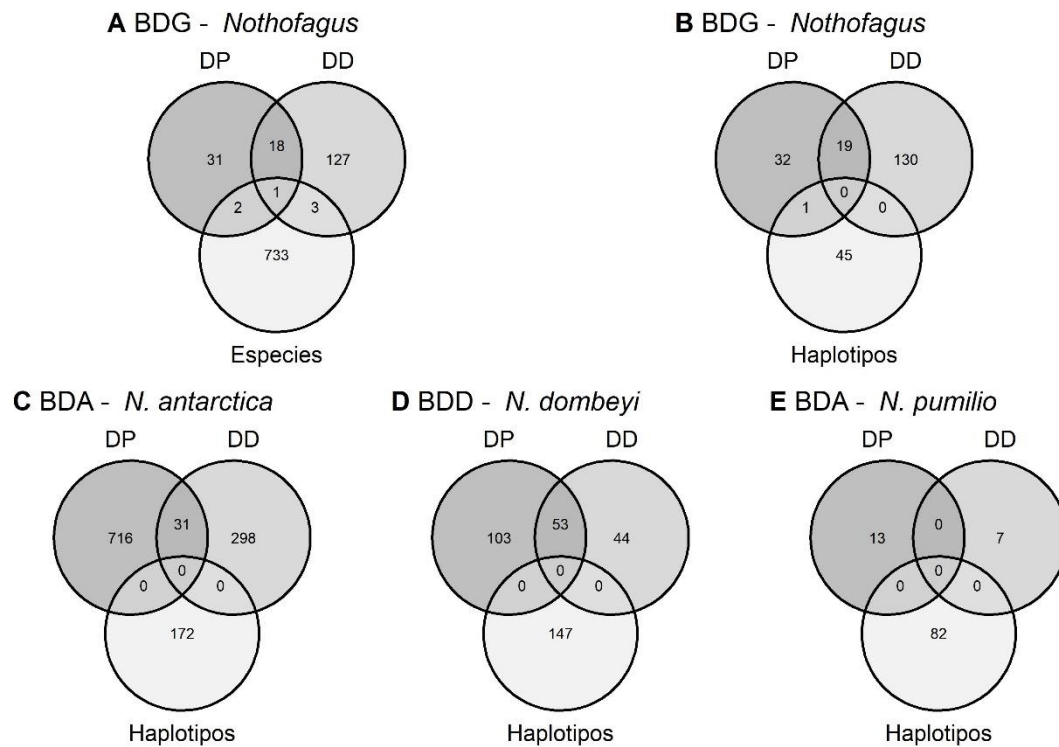 A BDG - Nothofagus
DP DD
18
31 127
1
2 3
733
Especies
B BDG - Nothofagus
DP DD
19
32 130
0
1 0
45
Haplotipos
C BDA - N. antarctica
DP DD
31
716 298
0
0 0
172
Haplotipos
D BDD - N. dombeyi
DP DD
53
103 44
0
0 0
147
Haplotipos
E BDA - N. pumilio
DP DD
0
13 7
0
0 0
82
Haplotipos